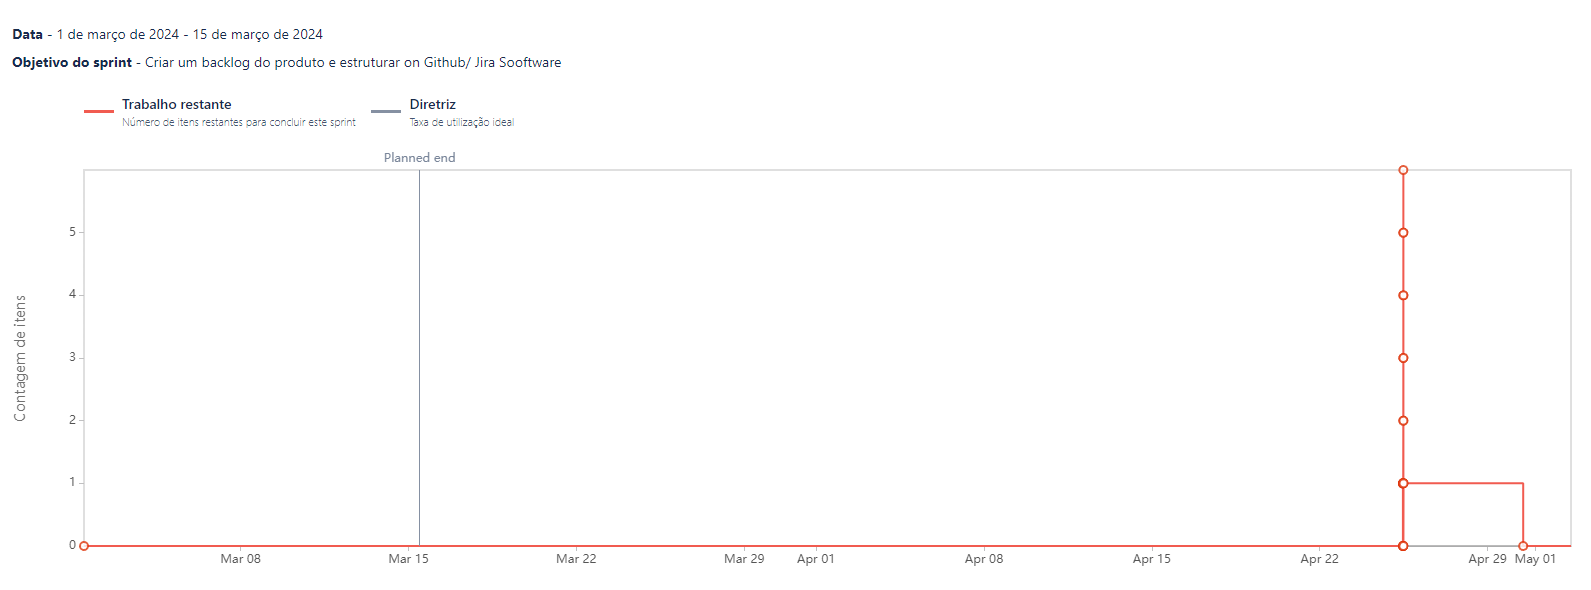 Data - 1 de março de 2024 - 15 de março de 2024
Objetivo do sprint - Criar um backlog do produto e estruturar on Github/ Jira Sooftware
Trabalho restante
Número de itens restantes para concluir este sprint
Diretriz
Taxa de utilização ideal
Planned end
Contagem de itens
5
4
3
2
1
0
Mar 08 Mar 15 Mar 22 Mar 29 Apr 01 Apr 08 Apr 15 Apr 22 Apr 29 May 01